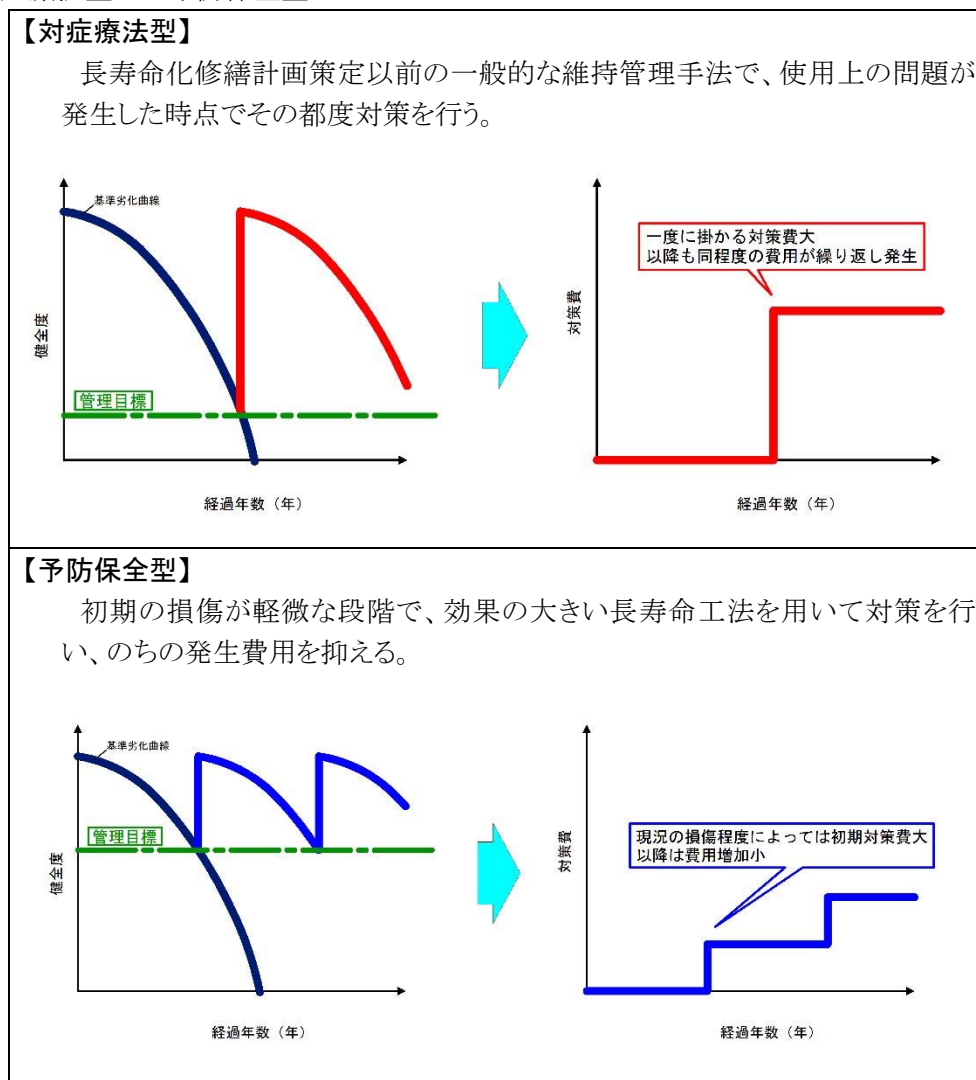 【対症療法型】
長寿命化修繕計画策定以前の一般的な維持管理手法で、使用上の問題が
発生した時点でその都度対策を行う。
基準劣化曲線
健全度
管理目標
経過年数（年）
対策費
一度に掛かる対策費大
以降も同程度の費用が繰り返し発生
経過年数（年）
【予防保全型】
初期の損傷が軽微な段階で、効果の大きい長寿命工法を用いて対策を行
い、のちの発生費用を抑える。
基準劣化曲線
健全度
管理目標
経過年数（年）
対策費
現況の損傷程度によっては初期対策費大
以降は費用増加小
経過年数（年）